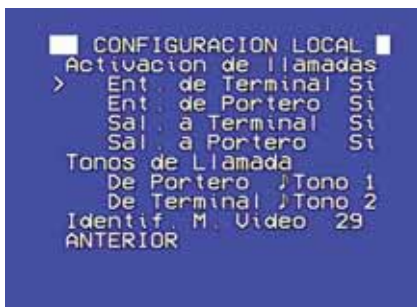 CONFIGURACION LOCAL
Activacion de llamadas
> Ent. de Terminal Si
Ent. de Portero Si
Sal. a Terminal Si
Sal. a Portero Si
Tonos de Llamada
De Portero ♪Tono 1
De Terminal ♪Tono 2
Identif. M. Video 29
ANTERIOR